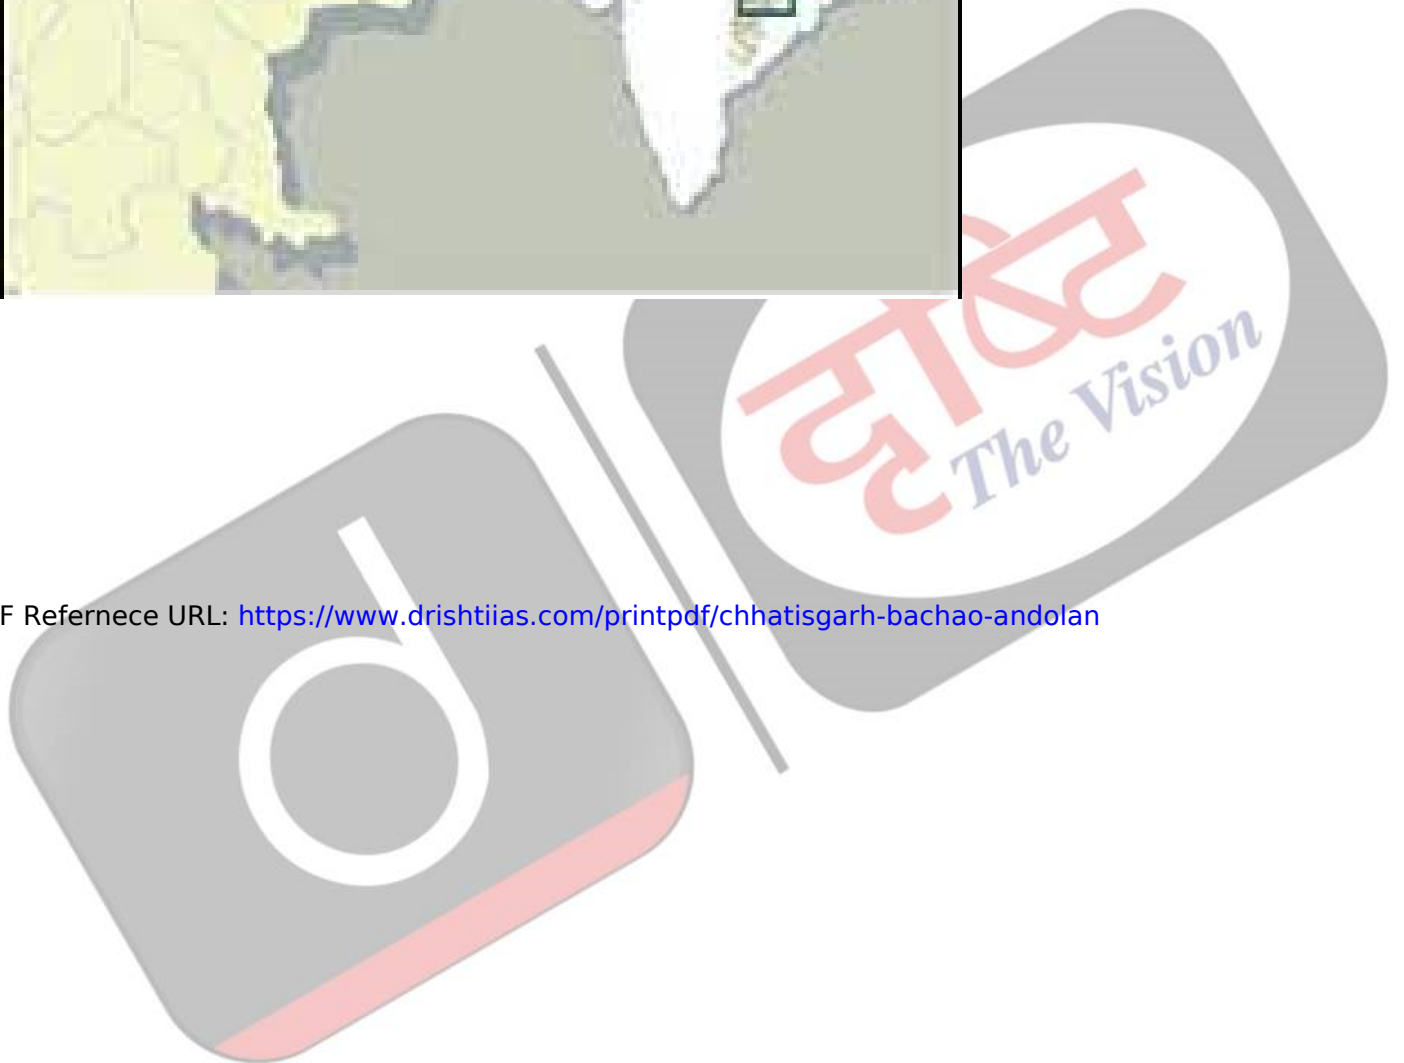 दृष्टि
The Vision
d
F Refernece URL: https://www.drishtiias.com/printpdf/chhatisgarh-bachao-andolan